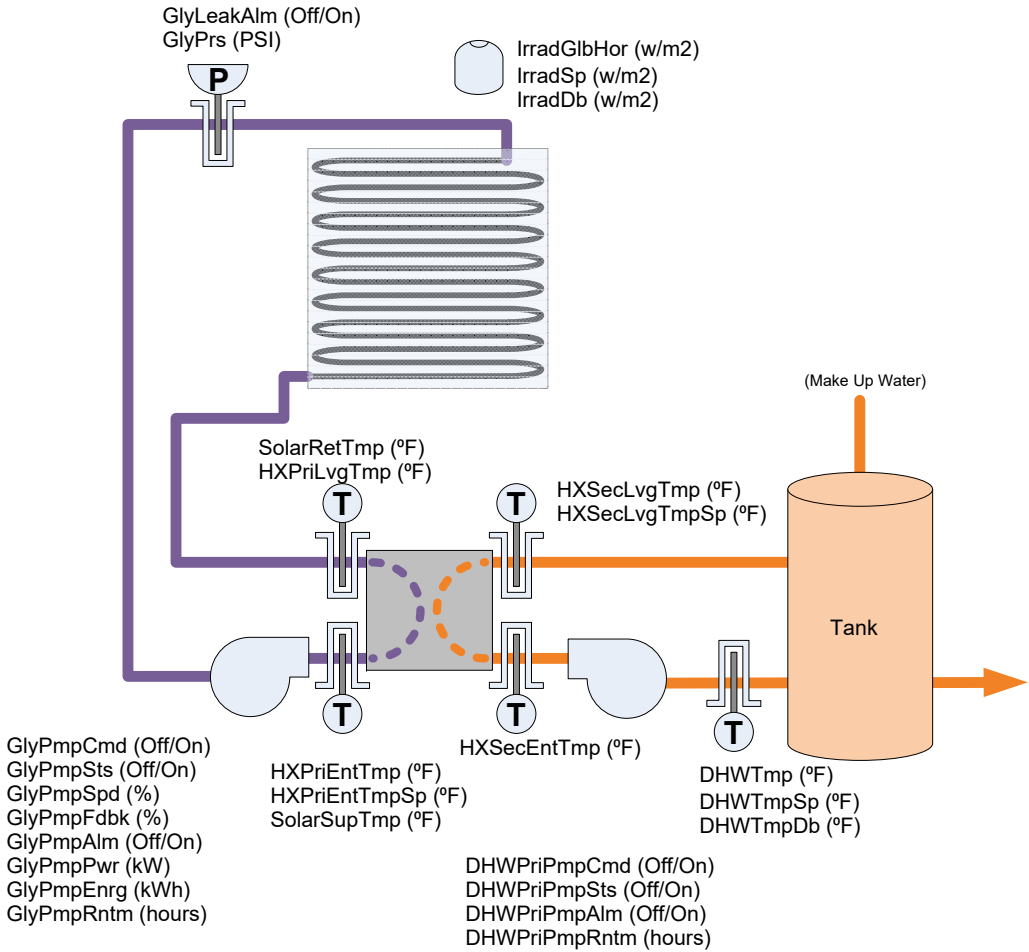 GlyLeakAlm (Off/On)
GlyPrs (PSI)
P
IrradGlbHor (w/m2)
IrradSp (w/m2)
IrradDb (w/m2)
(Make Up Water)
SolarRetTmp (ºF)
HXPriLvgTmp (ºF)
T
T
HXSecLvgTmp (ºF)
HXSecLvgTmpSp (ºF)
Tank
T
T
T
GlyPmpCmd (Off/On)
GlyPmpSts (Off/On)
GlyPmpSpd (%)
GlyPmpFdbk (%)
GlyPmpAlm (Off/On)
GlyPmpPwr (kW)
GlyPmpEnrg (kWh)
GlyPmpRntm (hours)
HXPriEntTmp (ºF)
HXPriEntTmpSp (ºF)
SolarSupTmp (ºF)
HXSecEntTmp (ºF)
DHWTmp (ºF)
DHWTmpSp (ºF)
DHWTmpDb (ºF)
DHWPriPmpCmd (Off/On)
DHWPriPmpSts (Off/On)
DHWPriPmpAlm (Off/On)
DHWPriPmpRntm (hours)